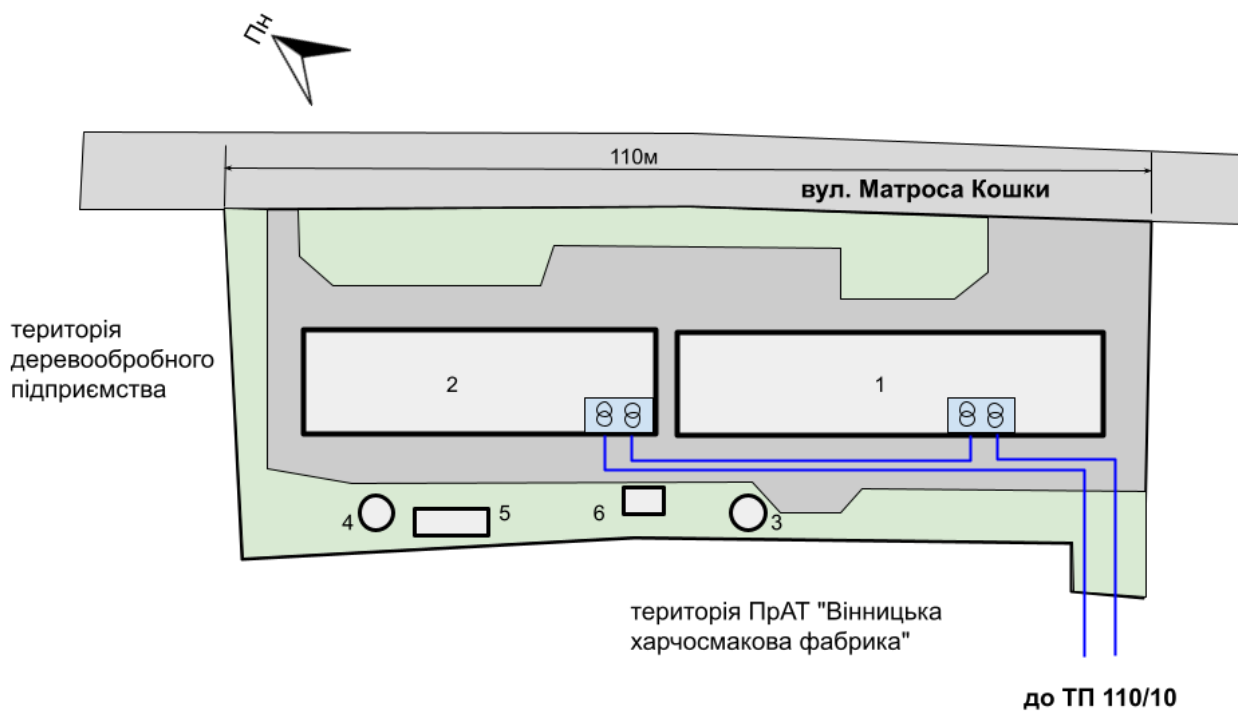 Пн
110м
вул. Матроса Кошки
територія
деревообробного
підприємства
2
1
4
5
6
3
територія ПрАТ "Вінницька
харчосмакова фабрика"
до ТП 110/10